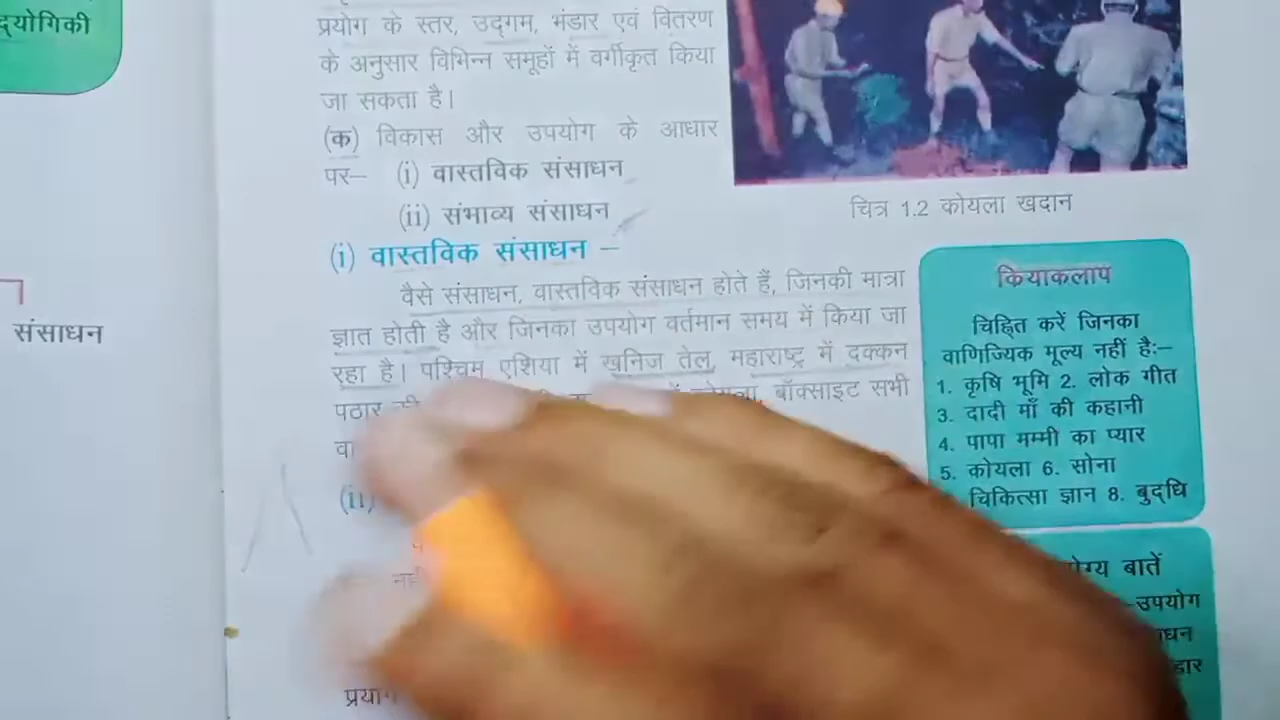 द्योगिकी
संसाधन
प्रयोग के स्तर, उद्गम, भंडार एवं वितरण
के अनुसार विभिन्न समूहों में वर्गीकृत किया
जा सकता है।
(क) विकास और उपयोग के आधार
पर– (i) वास्तविक संसाधन
(ii) संभाव्य संसाधन
(i) वास्तविक संसाधन –
वैसे संसाधन, वास्तविक संसाधन होते हैं, जिनकी मात्रा
ज्ञात होती है और जिनका उपयोग वर्तमान समय में किया जा
रहा है। पश्चिम एशिया में खनिज तेल, महाराष्ट्र में दक्कन
पठार की में कोयला, बॉक्साइट सभी
(ii)
चित्र 1.2 कोयला खदान
कियाकलाप
चिह्नित करें जिनका
वाणिज्यिक मूल्य नहीं है:–
1. कृषि भूमि 2. लोक गीत
3. दादी माँ की कहानी
4. पापा मम्मी का प्यार
5. कोयला 6. सोना
चिकित्सा ज्ञान 8. बुद्धि
बातें
उपयोग